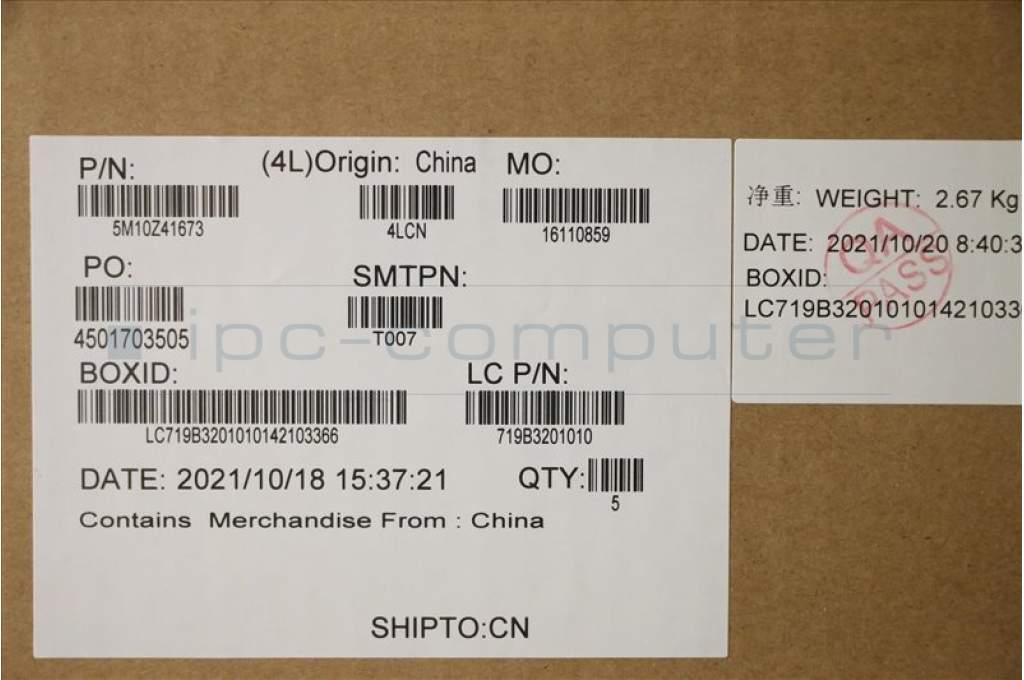 P/N: (4L)Origin: China MO:
5M10Z41673 4LCN 16110859
PO: SMTPN:
4501703505 T007
BOXID: LC P/N:
LC719B3201010142103366 719B3201010
DATE: 2021/10/18 15:37:21 QTY:
5
Contains Merchandise From : China
SHIPTO:CN
净重: WEIGHT: 2.67 Kg
DATE: 2021/10/20 8:40:3
BOXID:
LC719B320101014210336
QA
PASS
ipc-computer